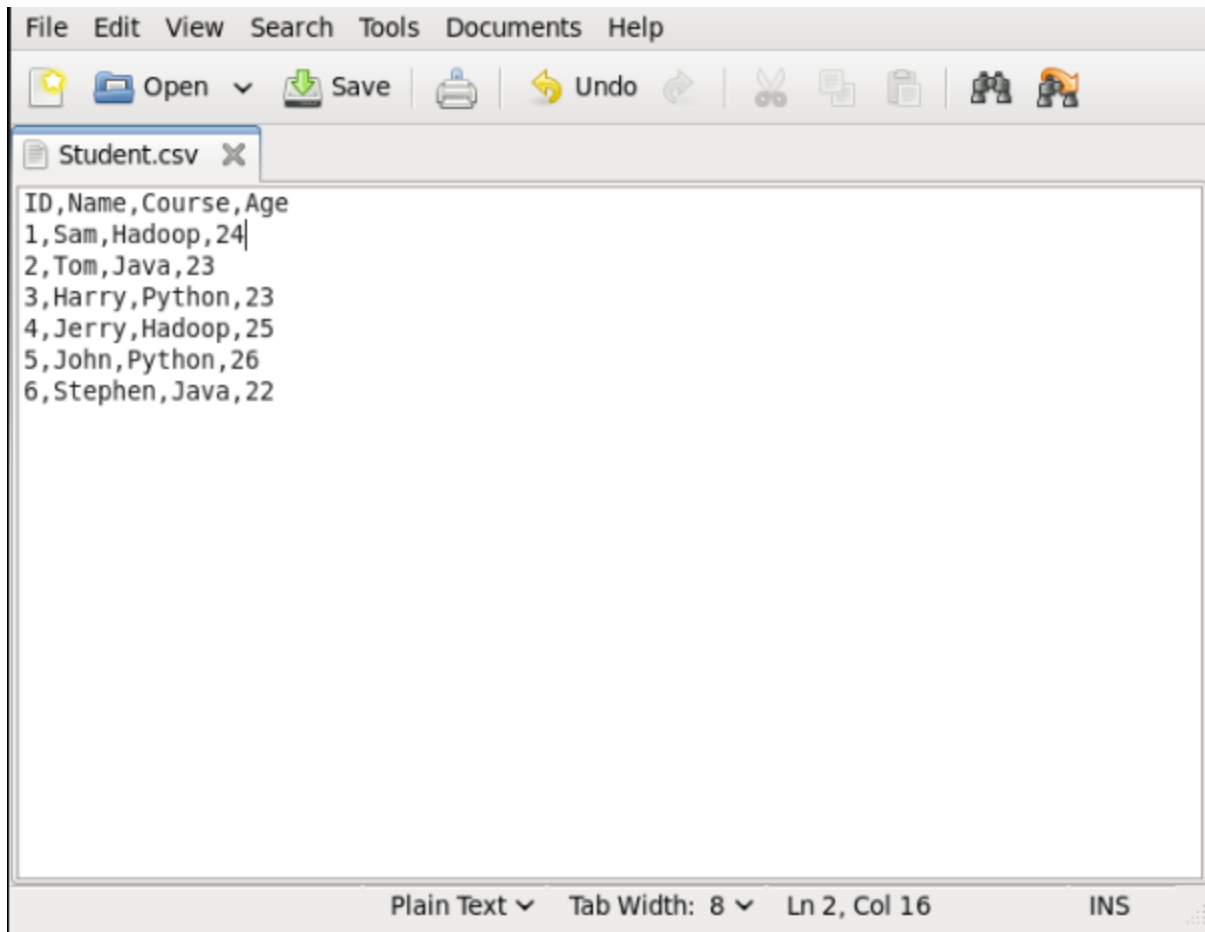 File Edit View Search Tools Documents Help
Open Save Undo
Student.csv
ID,Name,Course,Age
1,Sam,Hadoop,24
2,Tom,Java,23
3,Harry,Python,23
4,Jerry,Hadoop,25
5,John,Python,26
6,Stephen,Java,22
Plain Text Tab Width: 8 Ln 2, Col 16 INS